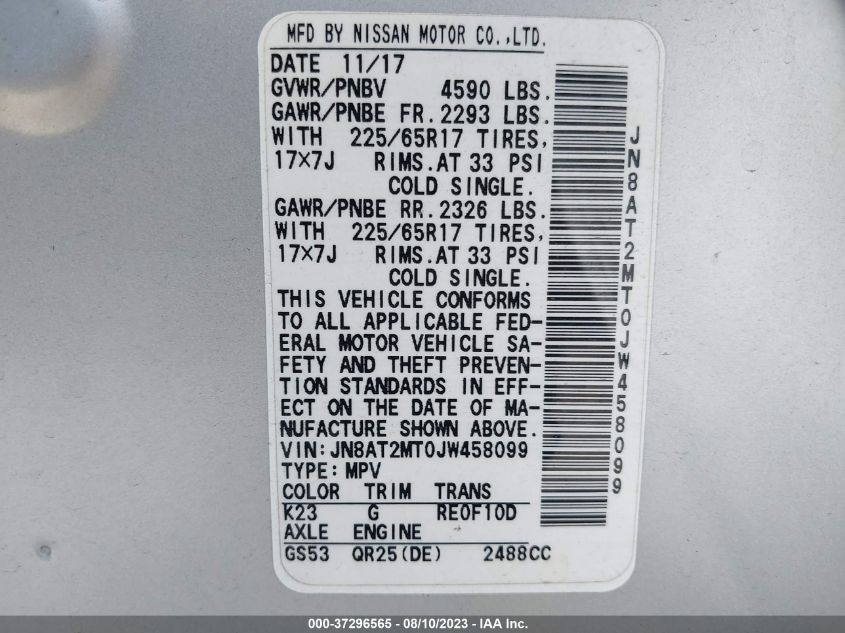 MFD BY NISSAN MOTOR CO.,LTD.
DATE 11/17
GVWR/PNBV 4590 LBS.
GAWR/PNBE FR.2293 LBS.
WITH 225/65R17 TIRES,
17×7J RIMS.AT 33 PSI
COLD SINGLE.
GAWR/PNBE RR.2326 LBS.
WITH 225/65R17 TIRES,
17×7J RIMS.AT 33 PSI
COLD SINGLE.
THIS VEHICLE CONFORMS
TO ALL APPLICABLE FED-
ERAL MOTOR VEHICLE SA-
FETY AND THEFT PREVEN-
TION STANDARDS IN EFF-
ECT ON THE DATE OF MA-
NUFACTURE SHOWN ABOVE.
VIN:JN8AT2MT0JW458099
TYPE:MPV
COLOR TRIM TRANS
K23 G RE0F10D
AXLE ENGINE
GS53 QR25(DE) 2488CC
JN8AT2MT0JW458099
000-37296565 — 08/10/2023 — IAA Inc.